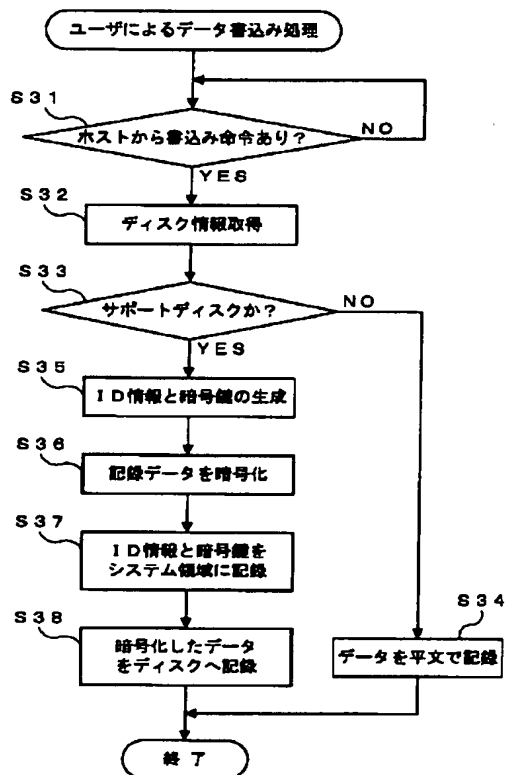 ユーザによるデータ書込み処理
S31
ホストから書込み命令あり?
NO
YES
S32
ディスク情報取得
S33
サポートディスクか?
NO
YES
S35
ID情報と暗号鍵の生成
S36
記録データを暗号化
S37
ID情報と暗号鍵を
システム領域に記録
S38
暗号化したデータ
をディスクへ記録
S34
データを平文で記録
終了